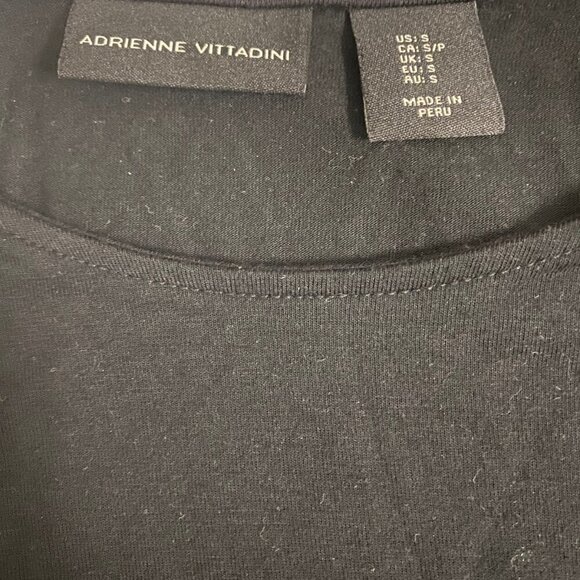 ADRIENNE VITTADINI
US: S
CA: S/P
UK: S
EU: S
AU: S
MADE IN
PERU